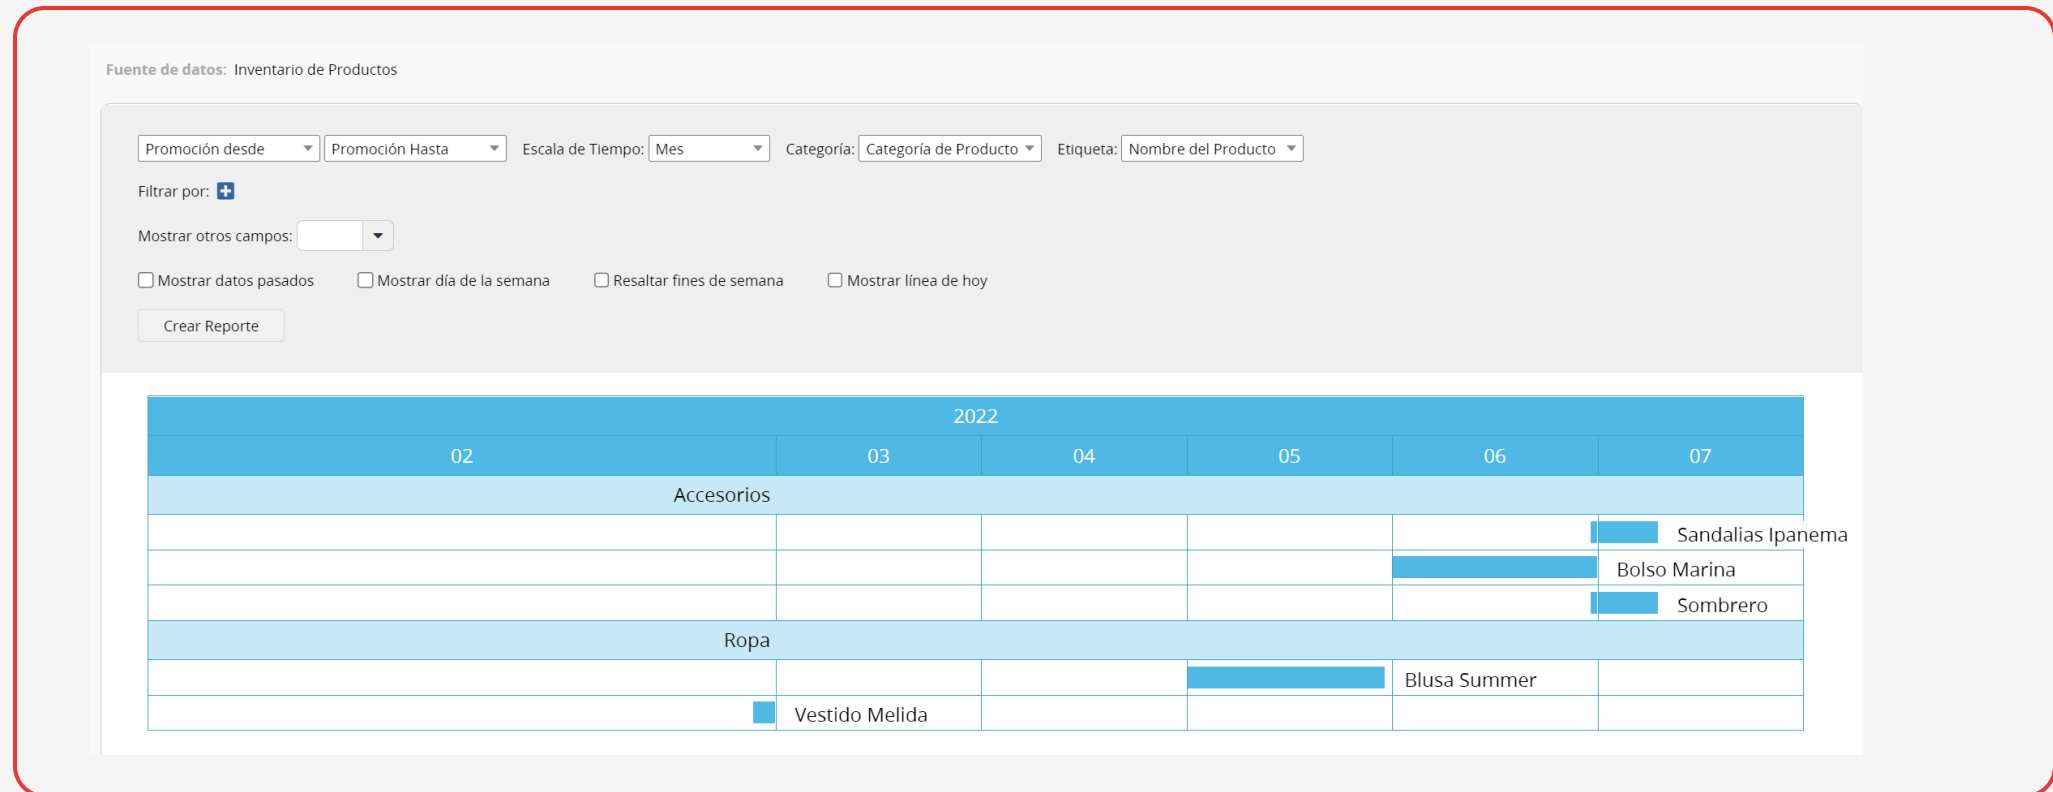 Fuente de datos: Inventario de Productos
Promoción desde Promoción Hasta Escala de Tiempo: Mes Categoría: Categoría de Producto Etiqueta: Nombre del Producto
Filtrar por:
Mostrar otros campos:
Mostrar datos pasados Mostrar día de la semana Resaltar fines de semana Mostrar línea de hoy
Crear Reporte
2022
02 03 04 05 06 07
Accesorios
Sandalias Ipanema
Bolso Marina
Sombrero
Ropa
Blusa Summer
Vestido Melida